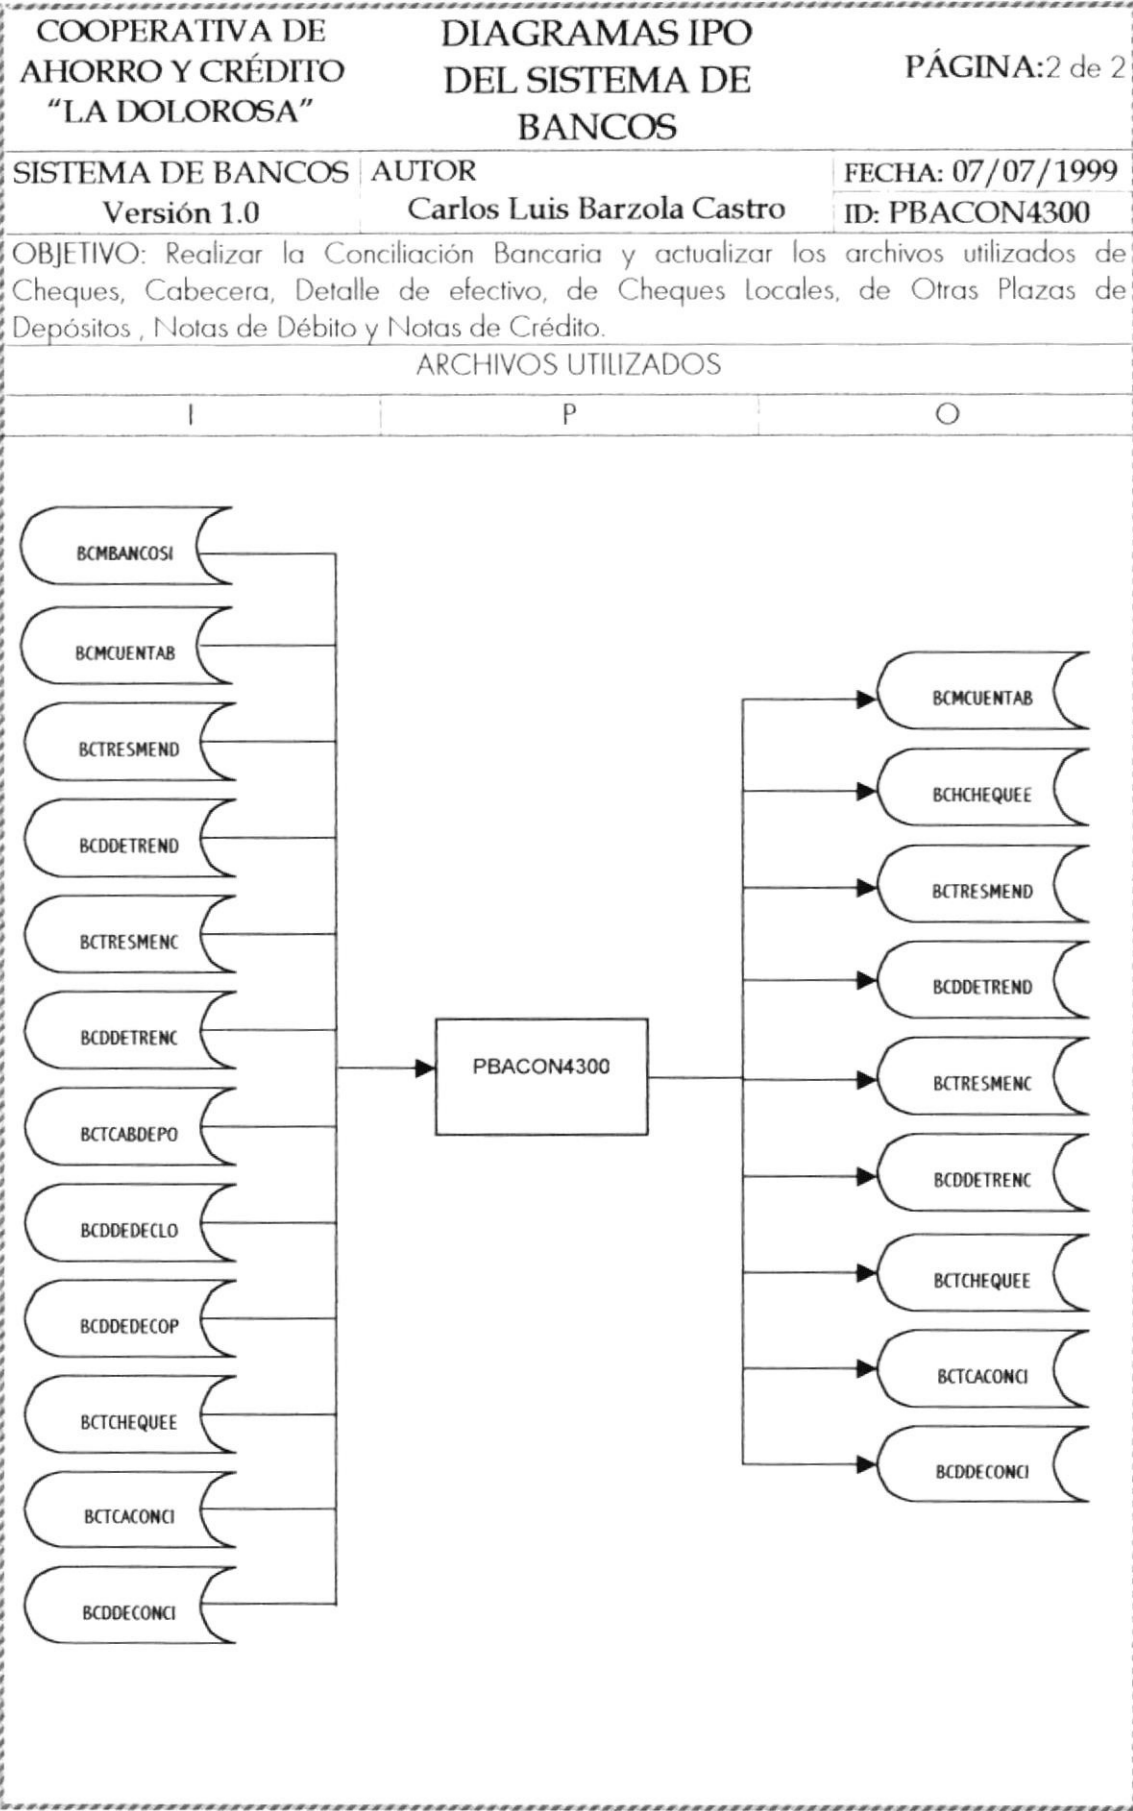 COOPERATIVA DE
AHORRO Y CRÉDITO
"LA DOLOROSA"
DIAGRAMAS IPO
DEL SISTEMA DE
BANCOS
PÁGINA:2 de 2
SISTEMA DE BANCOS
Versión 1.0
AUTOR
Carlos Luis Barzola Castro
FECHA: 07/07/1999
ID: PBACON4300
OBJETIVO: Realizar la Conciliación Bancaria y actualizar los archivos utilizados de
Cheques, Cabecera, Detalle de efectivo, de Cheques Locales, de Otras Plazas de
Depósitos , Notas de Débito y Notas de Crédito.
ARCHIVOS UTILIZADOS
I P O
BCMBANCOSI
BCMCUENTAB
BCTRESMEND
BCDDETREND
BCTRESMENC
BCDDETRENC
BCTCABDEPO
BCDDEDECLO
BCDDEDECOP
BCTCHEQUEE
BCTCACONCI
BCDDECONCI
PBACON4300
BCMCUENTAB
BCHCHEQUEE
BCTRESMEND
BCDDETREND
BCTRESMENC
BCDDETRENC
BCTCHEQUEE
BCTCACONCI
BCDDECONCI